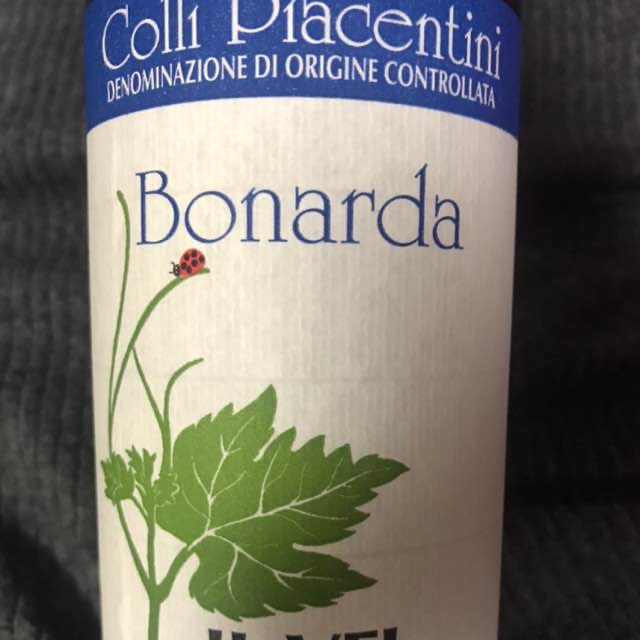 Colli Piacentini
DENOMINAZIONE DI ORIGINE CONTROLLATA
Bonarda